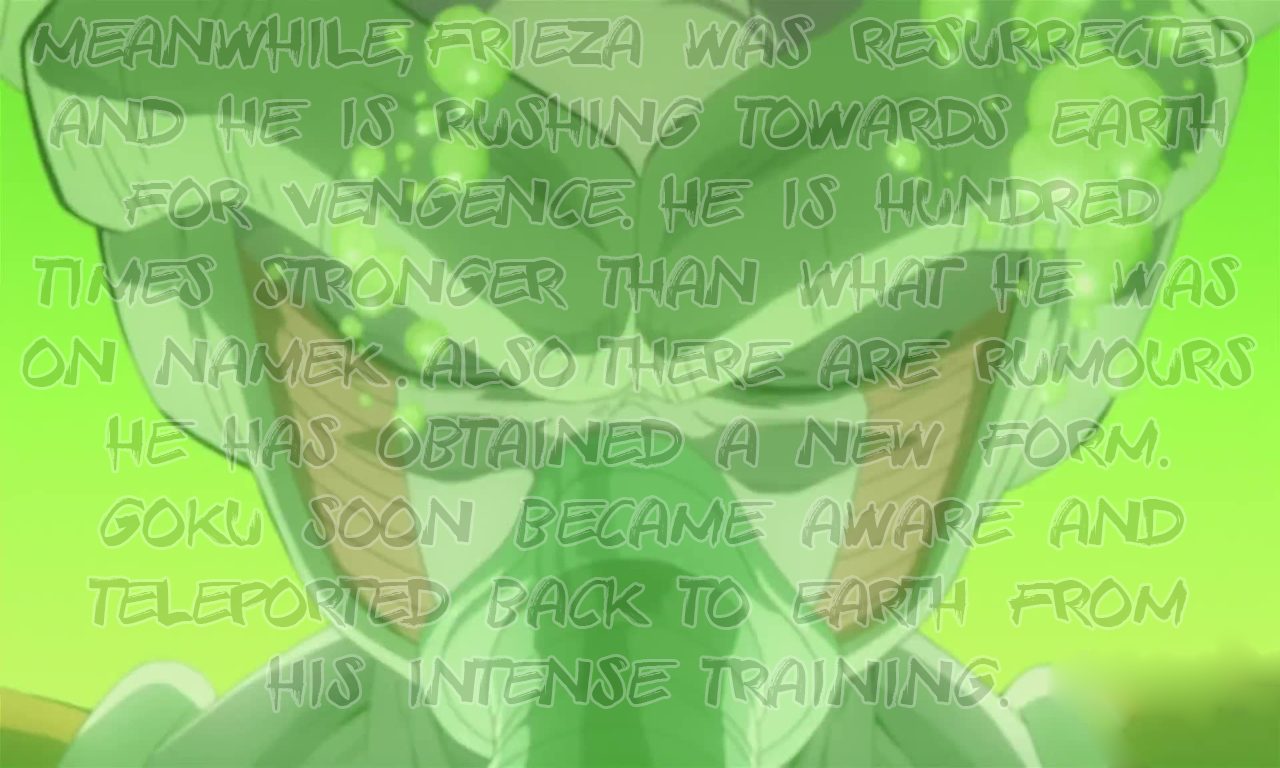 MEANWHILE, FRIEZA WAS RESURRECTED
AND HE IS RUSHING TOWARDS EARTH
FOR VENGENCE. HE IS HUNDRED
TIMES STRONGER THAN WHAT HE WAS
ON NAMEK. ALSO THERE ARE RUMOURS
HE HAS OBTAINED A NEW FORM.
GOKU SOON BECAME AWARE AND
TELEPORTED BACK TO EARTH FROM
HIS INTENSE TRAINING.